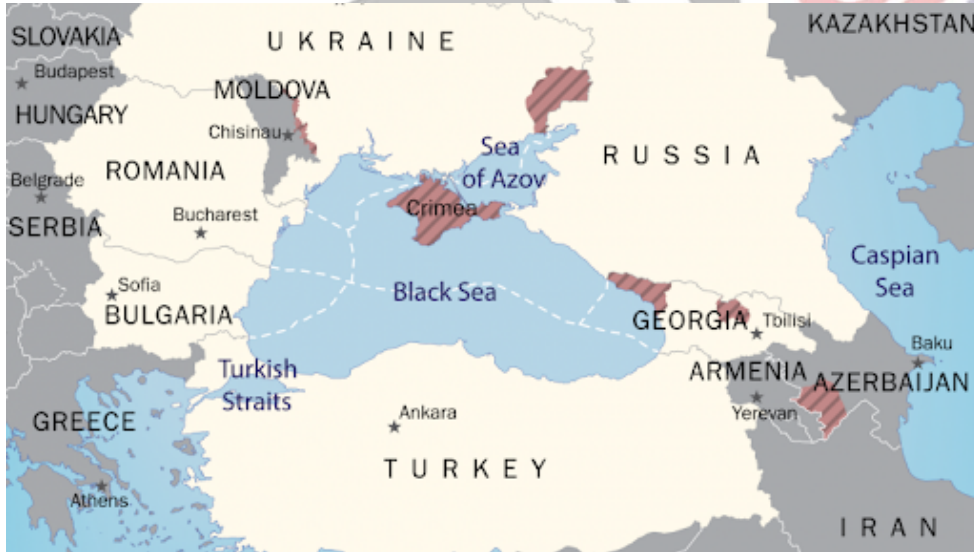 KAZAKHSTAN
SLOVAKIA
UKRAINE
Budapest
MOLDOVA
HUNGARY
Chisinau
Sea
of Azov
RUSSIA
ROMANIA
Belgrade
Crimea
Bucharest
SERBIA
Caspian
Sea
Sofia
Black Sea
BULGARIA
GEORGIA
Tbilisi
Baku
Turkish
Straits
ARMENIA
AZERBAIJAN
GREECE
Ankara
Yerevan
TURKEY
Athens
IRAN